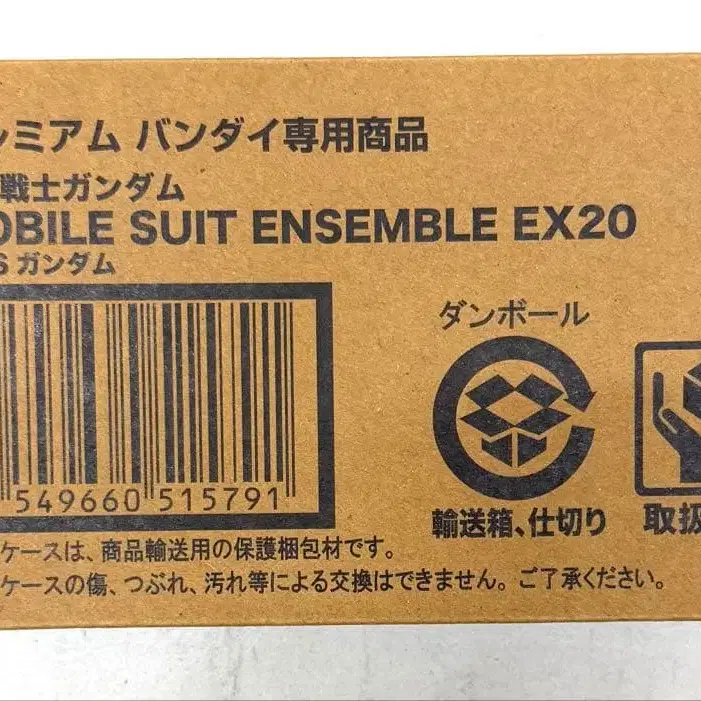 レミアム バンダイ専用商品
戦士ガンダム
OBILE SUIT ENSEMBLE EX20
S ガンダム
549660 515791
ダンボール
輸送箱、仕切り
取扱
ケースは、商品輸送用の保護梱包材です。
ケースの傷、つぶれ、汚れ等による交換はできません。ご了承ください。